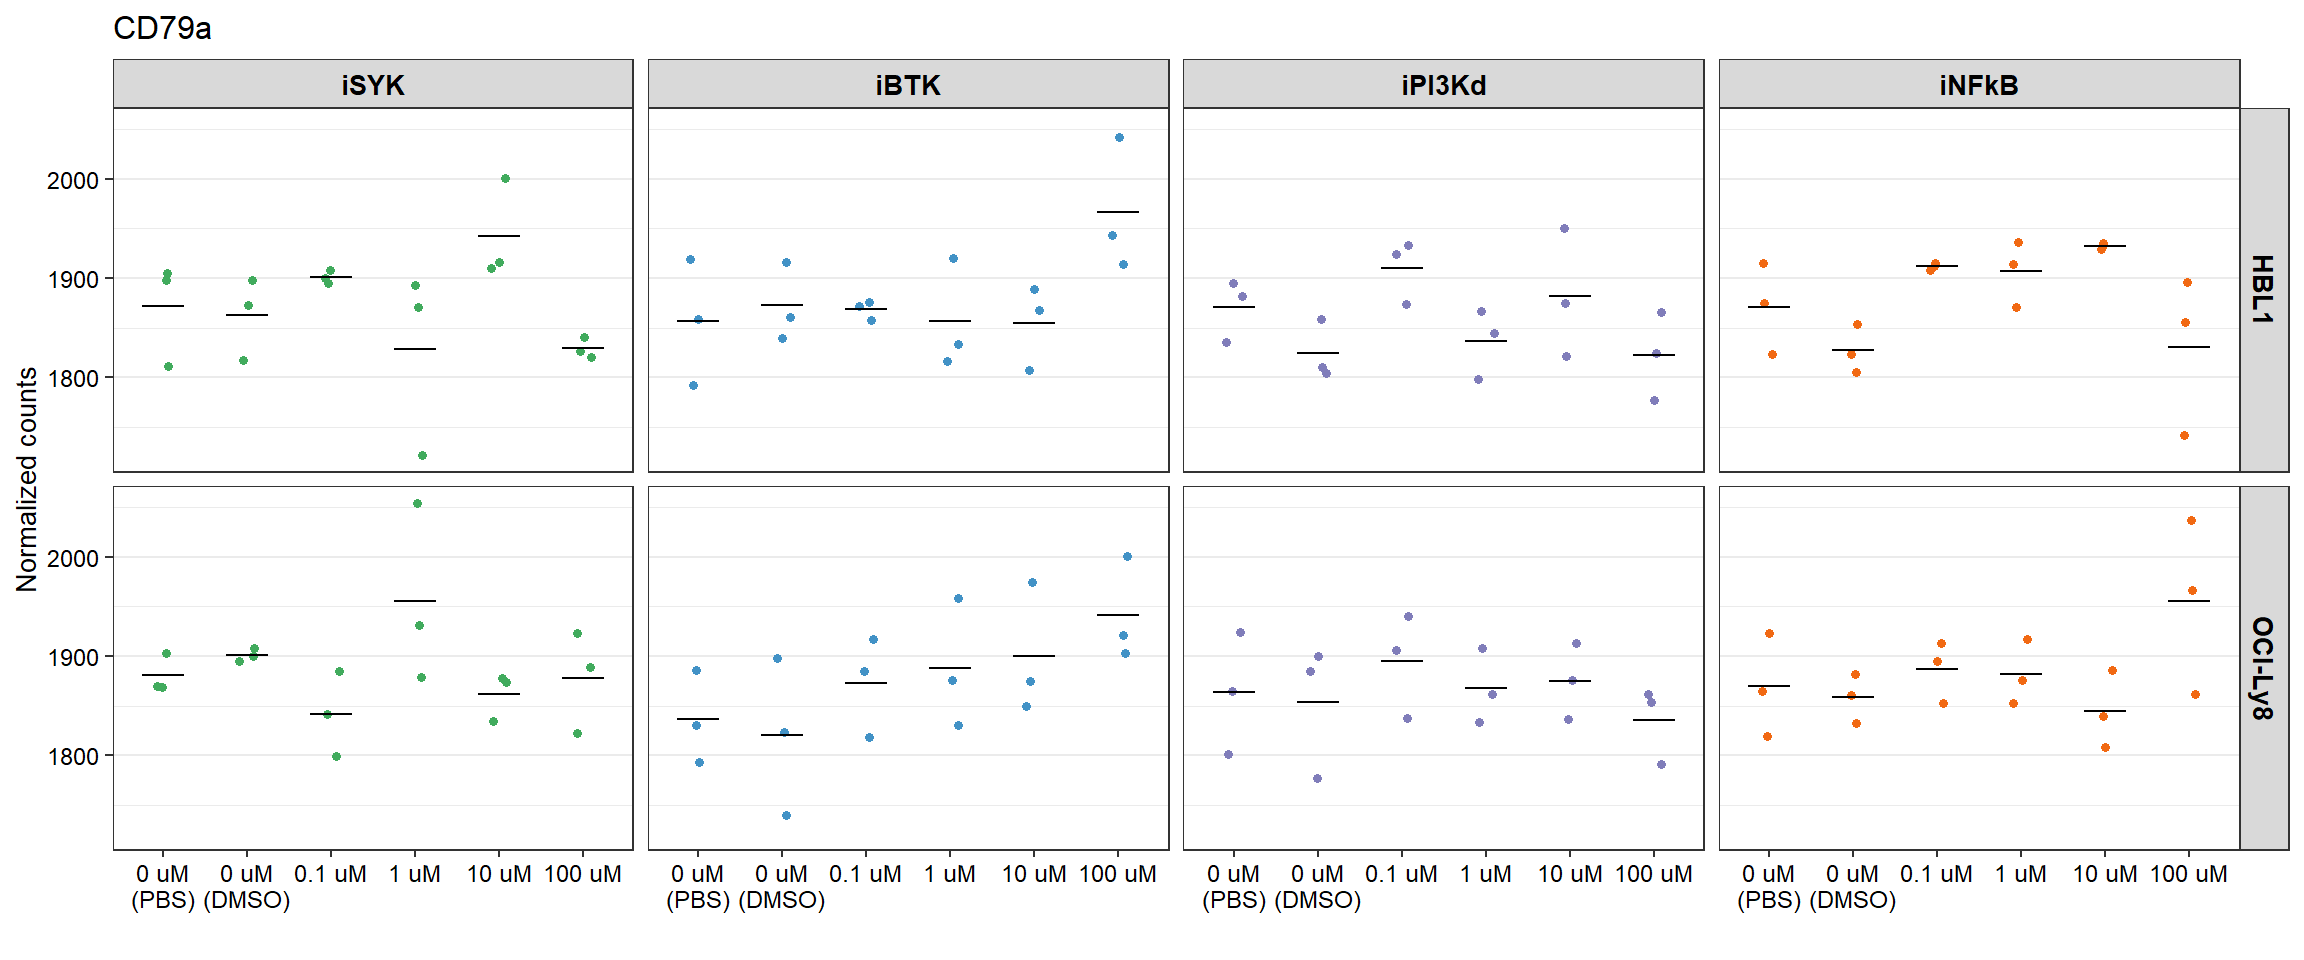 CD79a
iSYK iBTK iPI3Kd iNFkB
Normalized counts
2000
1900
1800
HBL1
2000
1900
1800
OCI-Ly8
0 uM 0 uM 0.1 uM 1 uM 10 uM 100 uM 0 uM 0 uM 0.1 uM 1 uM 10 uM 100 uM 0 uM 0 uM 0.1 uM 1 uM 10 uM 100 uM 0 uM 0 uM 0.1 uM 1 uM 10 uM 100 uM
(PBS) (DMSO) (PBS) (DMSO) (PBS) (DMSO) (PBS) (DMSO)